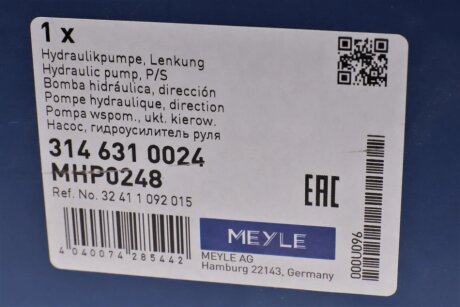 1 x
Hydraulikpumpe, Lenkung
Hydraulic pump, P/S
Bomba hidráulica, dirección
Pompe hydraulique, direction
Pompa wspom., ukł. kierow.
Насос, гидроусилитель руля
314 631 0024
MHP0248
Ref. No. 32 41 1 092 015
EAC
MEYLE
MEYLE AG
Hamburg 22143, Germany
4 040074 285442
000U096